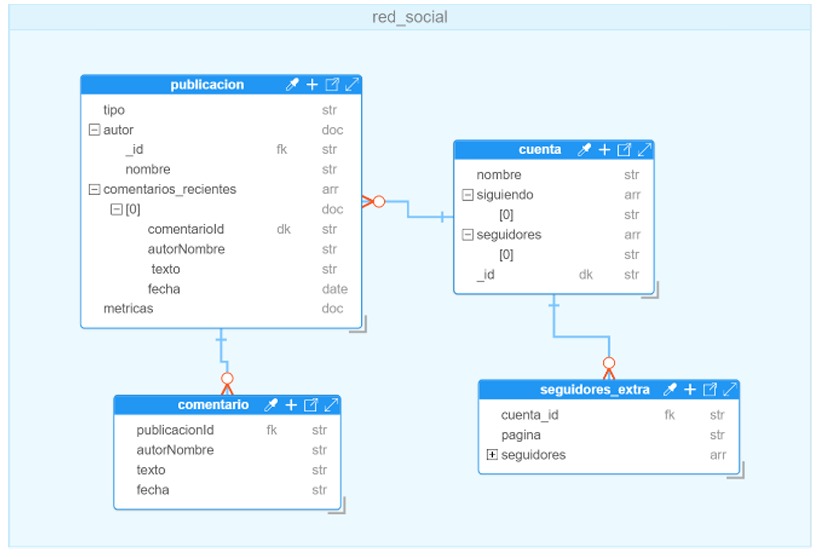 red_social
publicacion
tipo str
autor doc
_id fk str
nombre str
comentarios_recientes arr
[0] doc
comentarioId dk str
autorNombre str
texto str
fecha date
metricas doc
cuenta
nombre str
siguiendo arr
[0] str
seguidores arr
[0] str
_id dk str
comentario
publicacionId fk str
autorNombre str
texto str
fecha str
seguidores_extra
cuenta_id fk str
pagina str
seguidores arr